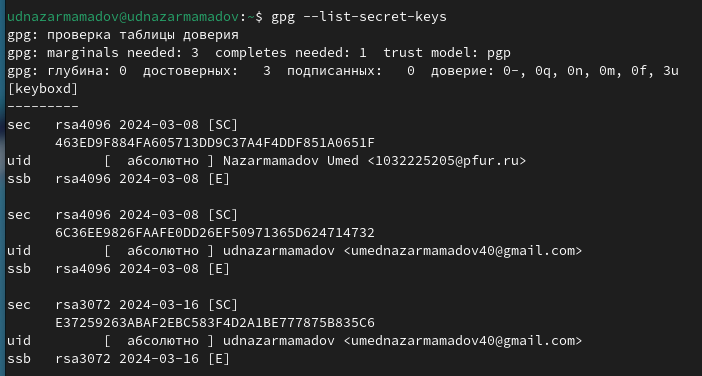 udnazarmamadov@udnazarmamadov:~$ gpg --list-secret-keys
gpg: проверка таблицы доверия
gpg: marginals needed: 3  completes needed: 1  trust model: pgp
gpg: глубина: 0  достоверных:   3  подписанных:   0  доверие: 0-, 0q, 0n, 0m, 0f, 3u
[keyboxd]
---------
sec   rsa4096 2024-03-08 [SC]
      463ED9F884FA605713DD9C37A4F4DDF851A0651F
uid         [  абсолютно ] Nazarmamadov Umed <1032225205@pfur.ru>
ssb   rsa4096 2024-03-08 [E]

sec   rsa4096 2024-03-08 [SC]
      6C36EE9826FAAFE0DD26EF50971365D624714732
uid         [  абсолютно ] udnazarmamadov <umednazarmamadov40@gmail.com>
ssb   rsa4096 2024-03-08 [E]

sec   rsa3072 2024-03-16 [SC]
      E37259263ABAF2EBC583F4D2A1BE777875B835C6
uid         [  абсолютно ] udnazarmamadov <umednazarmamadov40@gmail.com>
ssb   rsa3072 2024-03-16 [E]